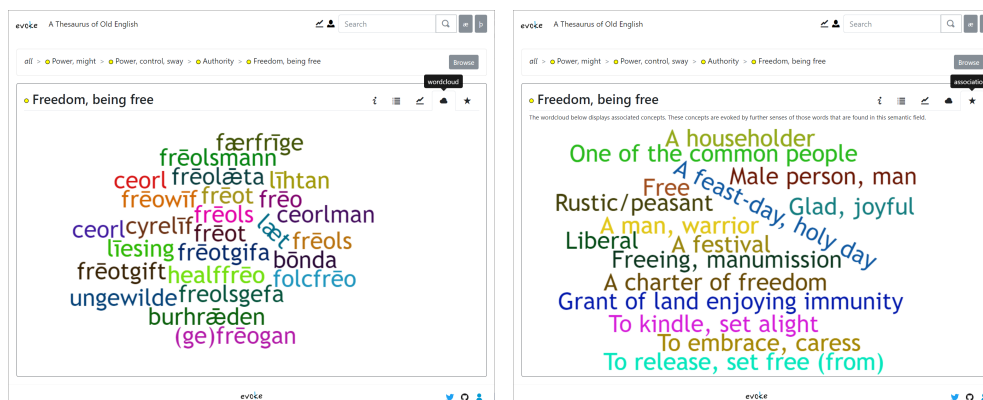 evoke A Thesaurus of Old English Search æ þ
all > Power, might > Power, control, sway > Authority > Freedom, being free Browse
wordcloud
Freedom, being free i
færfrīge
frēolsmann
ceorl frēolǣta līhtan
frēowīf frēot frēo
frēols ceorlman
ceorl cyrelīf frēot læt frēols
līesing frēotgifa bōnda
frēotgift healffrēo folcfrēo
ungewilde freolsgefa
burhrǣden
(ge)frēogan
evoke
evoke A Thesaurus of Old English Search æ þ
all > Power, might > Power, control, sway > Authority > Freedom, being free Browse
associatio
Freedom, being free i
The wordcloud below displays associated concepts. These concepts are evoked by further senses of those words that are found in this semantic field.
A householder
One of the common people
A feast-day, holy day
Male person, man
Free
Rustic/peasant
Glad, joyful
A man, warrior
Liberal
A festival
Freeing, manumission
A charter of freedom
Grant of land enjoying immunity
To kindle, set alight
To embrace, caress
To release, set free (from)
evoke